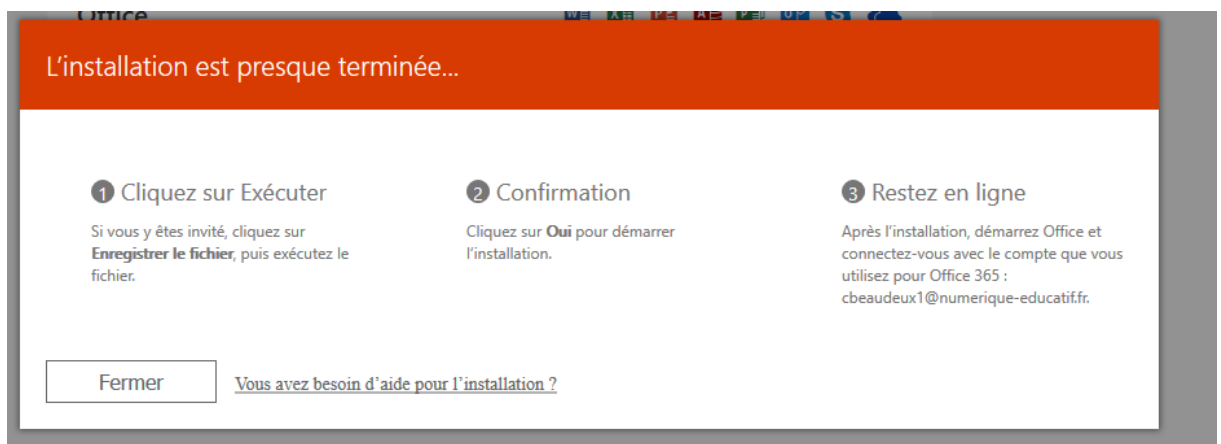 Office
L'installation est presque terminée...
1 Cliquez sur Exécuter
Si vous y êtes invité, cliquez sur
Enregistrer le fichier, puis exécutez le
fichier.
2 Confirmation
Cliquez sur Oui pour démarrer
l'installation.
3 Restez en ligne
Après l'installation, démarrez Office et
connectez-vous avec le compte que vous
utilisez pour Office 365 :
cbeaudeux1@numerique-educatif.fr.
Fermer
Vous avez besoin d'aide pour l'installation ?